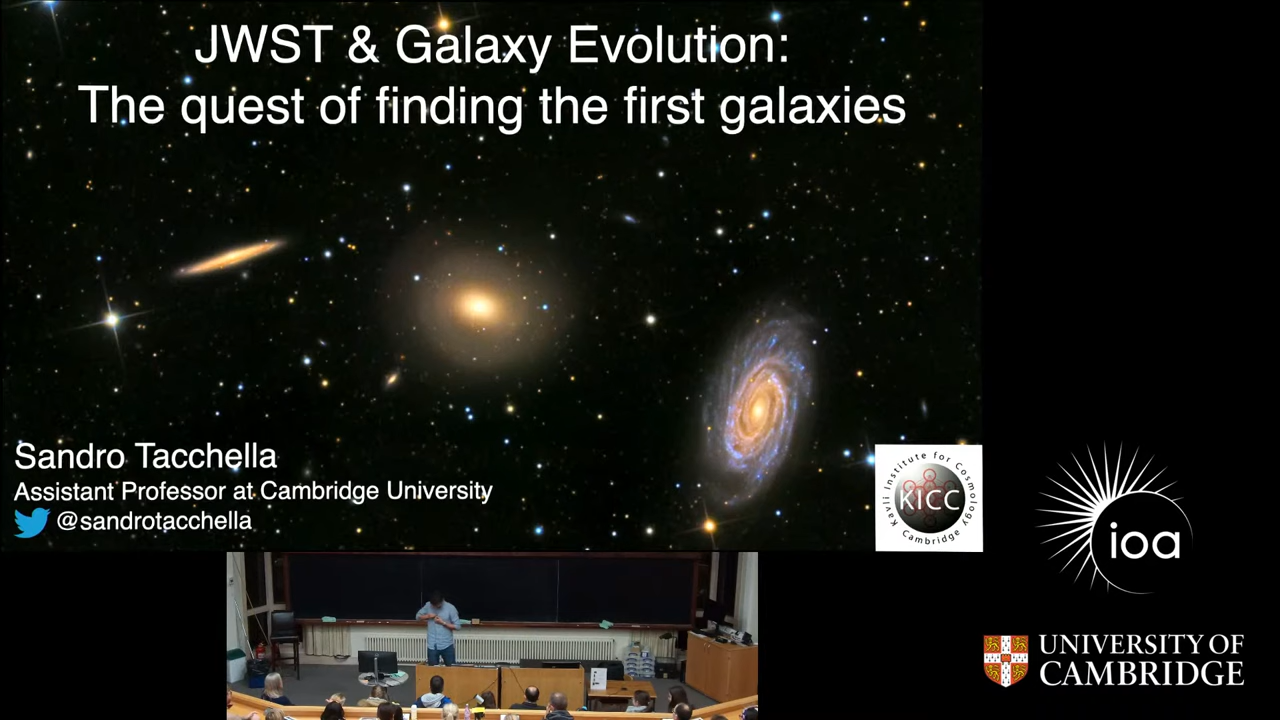 JWST & Galaxy Evolution:
The quest of finding the first galaxies
Sandro Tacchella
Assistant Professor at Cambridge University
@sandrotacchella
Kavli Institute for Cosmology
KICC
Cambridge
ioa
UNIVERSITY OF
CAMBRIDGE